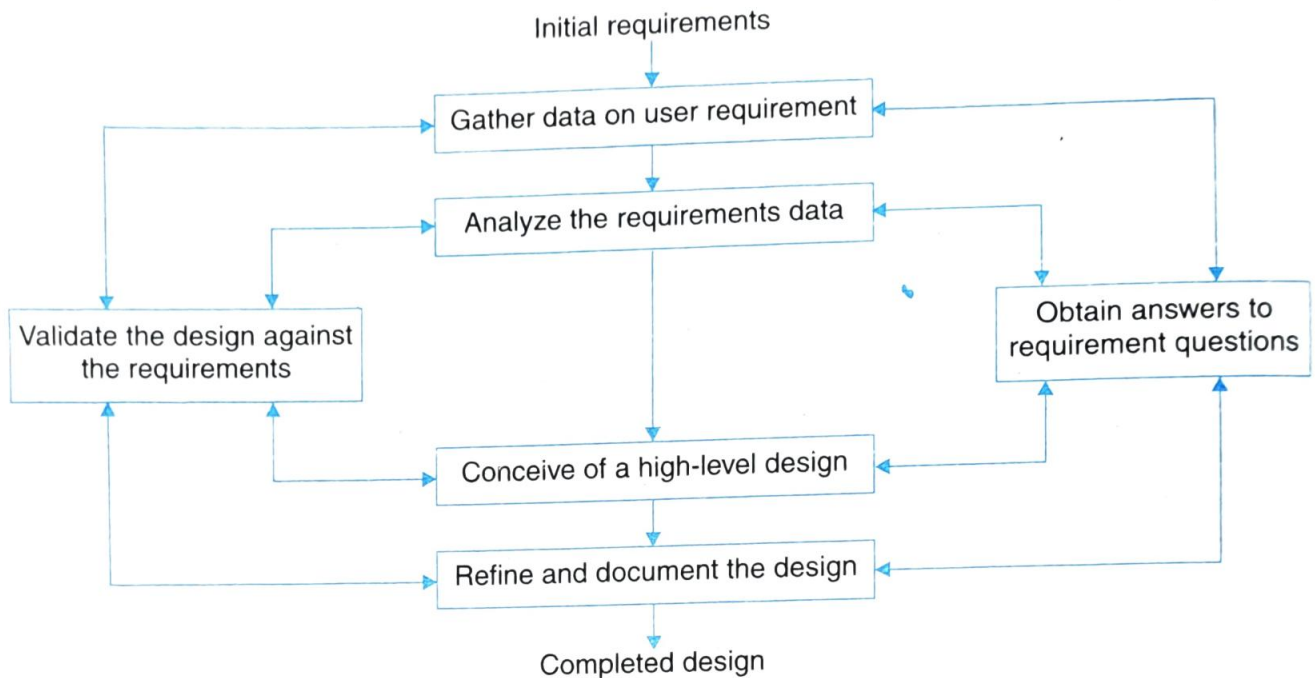 Initial requirements
Gather data on user requirement
Analyze the requirements data
Validate the design against
the requirements
Obtain answers to
requirement questions
Conceive of a high-level design
Refine and document the design
Completed design